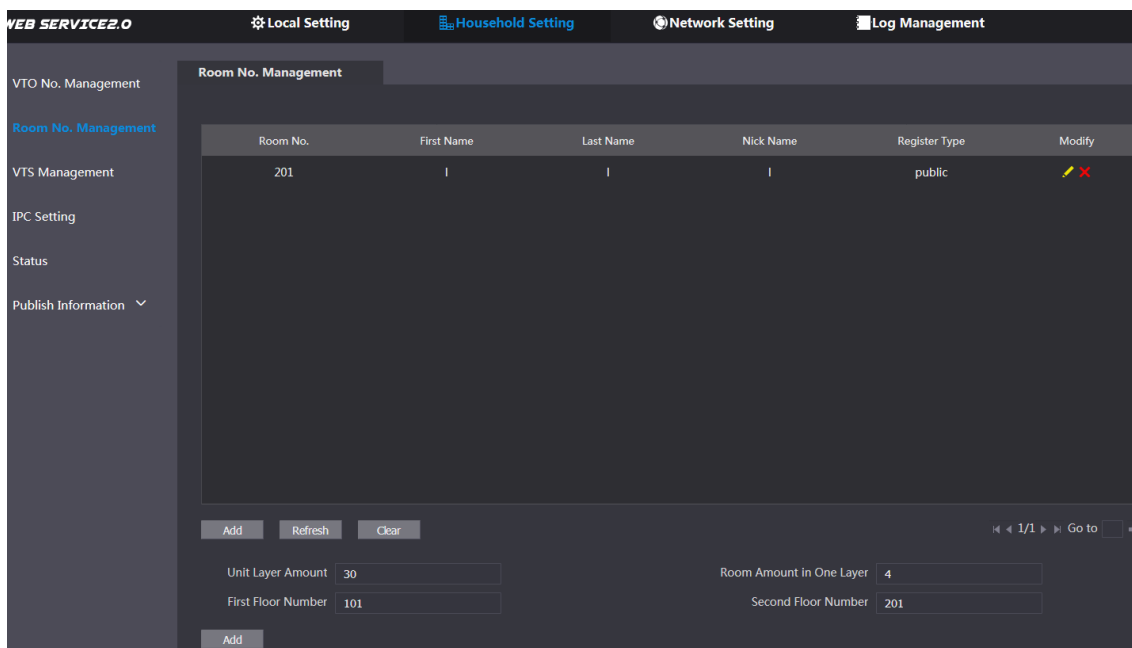 WEB SERVICE2.0 Local Setting Household Setting Network Setting Log Management
VTO No. Management
Room No. Management
VTS Management
IPC Setting
Status
Publish Information
Room No. Management
Room No. First Name Last Name Nick Name Register Type Modify
201 l l l public
Add Refresh Clear 1/1 Go to
Unit Layer Amount 30 Room Amount in One Layer 4
First Floor Number 101 Second Floor Number 201
Add